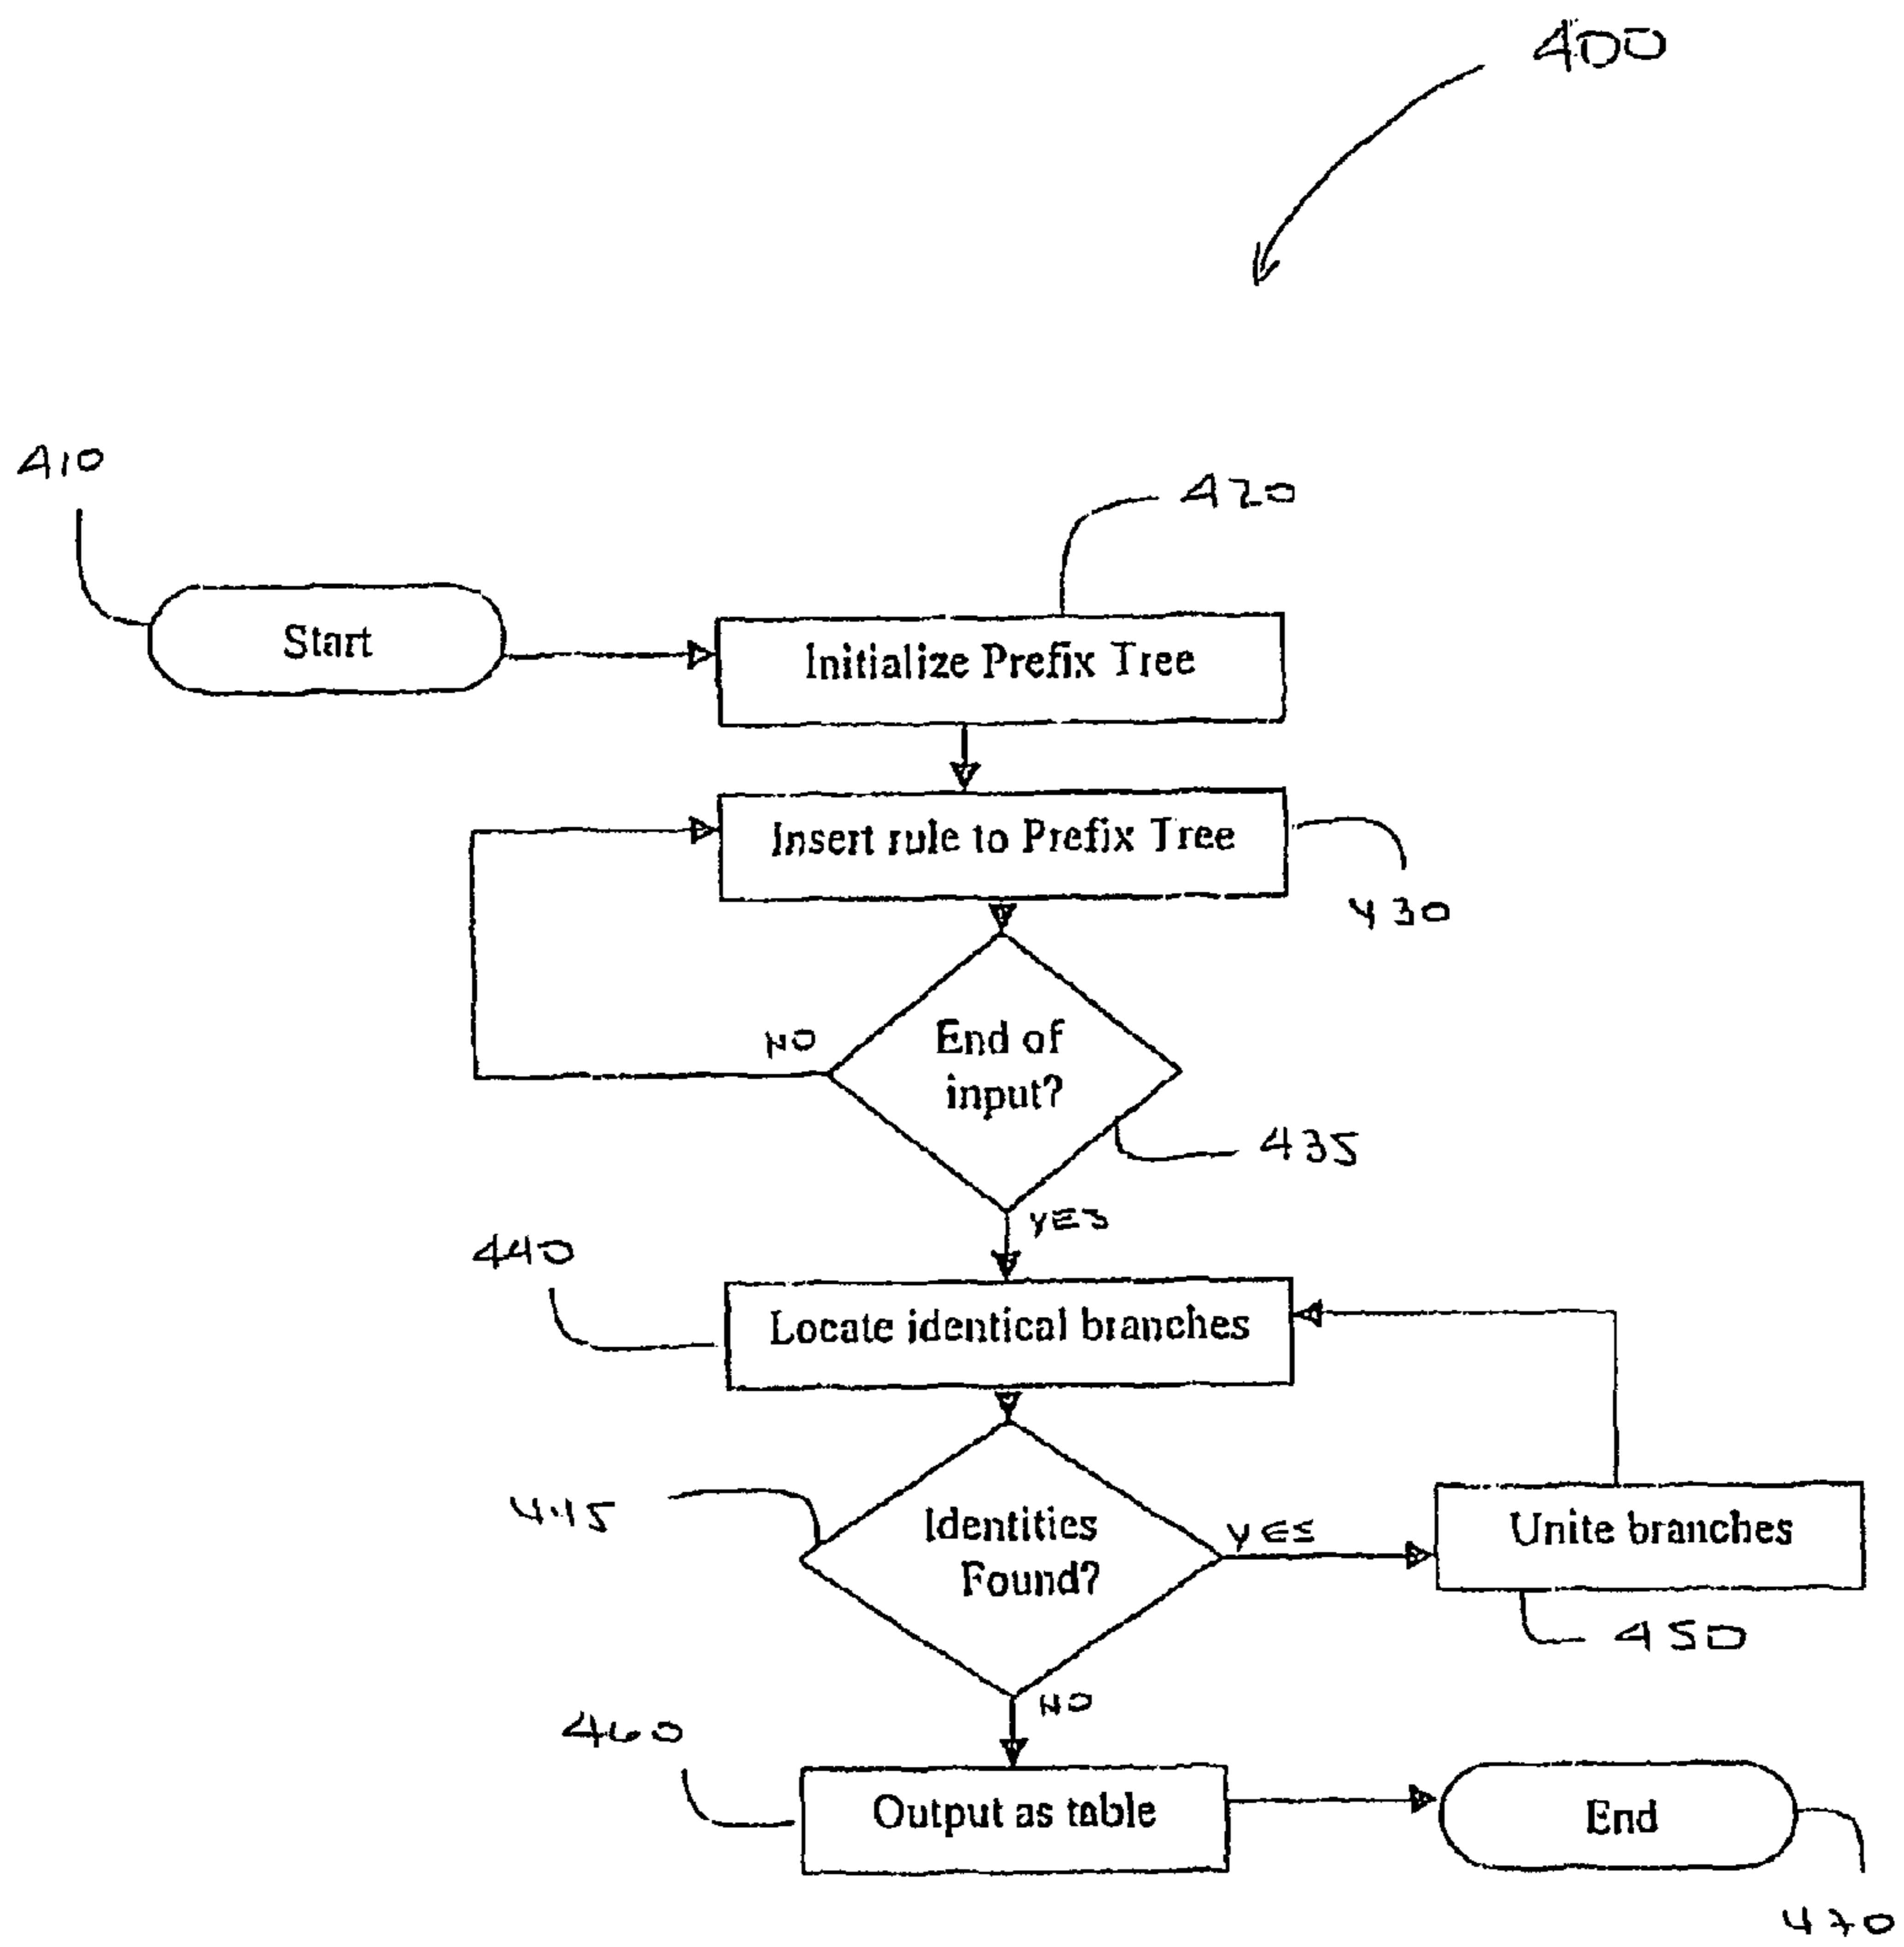 400
410
420
Start
Initialize Prefix Tree
Insert rule to Prefix Tree
430
NO
End of
input?
435
YES
440
Locate identical branches
445
Identities
Found?
YES
Unite branches
450
NO
460
Output as table
End
470